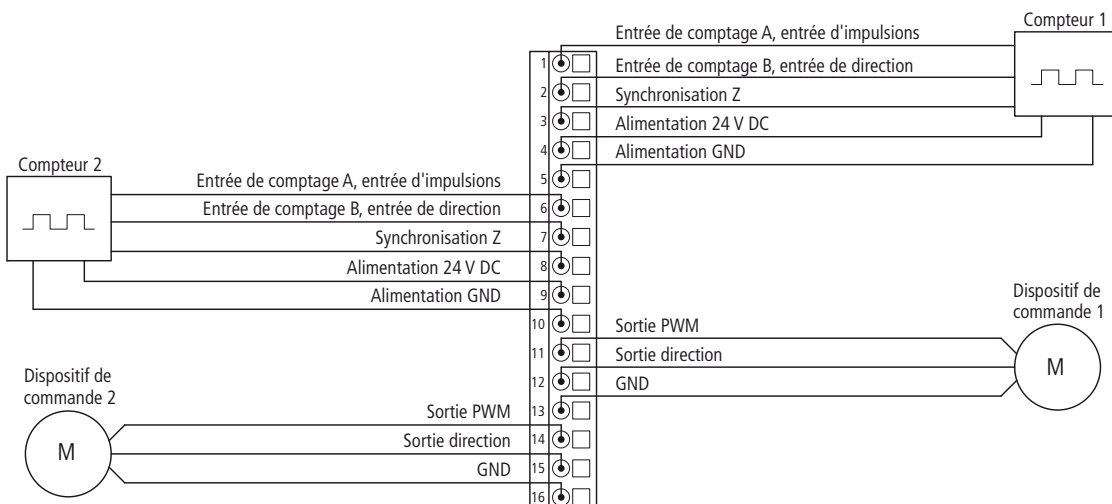 Compteur 1
Entrée de comptage A, entrée d'impulsions
1
Entrée de comptage B, entrée de direction
2
Synchronisation Z
3
Alimentation 24 V DC
4
Alimentation GND
5
Compteur 2
Entrée de comptage A, entrée d'impulsions
6
Entrée de comptage B, entrée de direction
7
Synchronisation Z
8
Alimentation 24 V DC
9
Alimentation GND
10
Dispositif de
commande 1
M
Sortie PWM
11
Sortie direction
12
GND
13
Dispositif de
commande 2
M
Sortie PWM
14
Sortie direction
15
GND
16